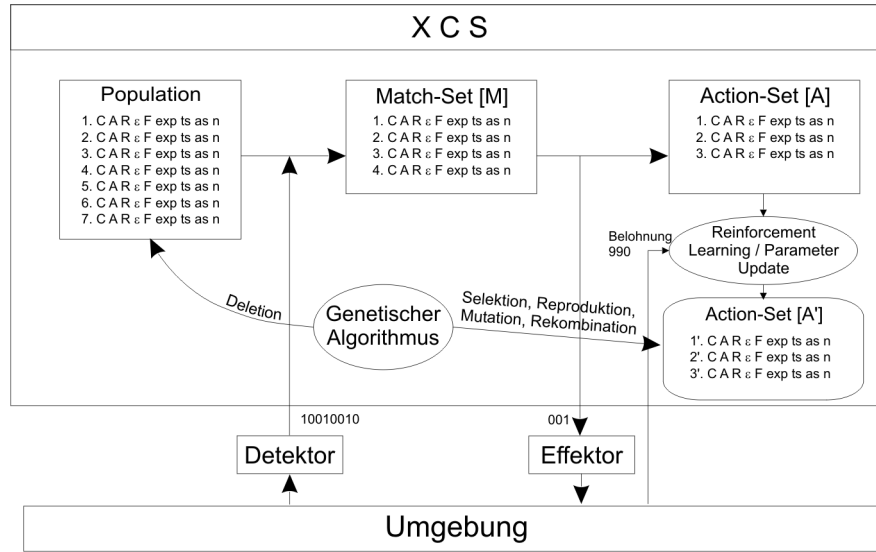 X C S
Population
1. C A R ε F exp ts as n
2. C A R ε F exp ts as n
3. C A R ε F exp ts as n
4. C A R ε F exp ts as n
5. C A R ε F exp ts as n
6. C A R ε F exp ts as n
7. C A R ε F exp ts as n
Match-Set [M]
1. C A R ε F exp ts as n
2. C A R ε F exp ts as n
3. C A R ε F exp ts as n
4. C A R ε F exp ts as n
Action-Set [A]
1. C A R ε F exp ts as n
2. C A R ε F exp ts as n
3. C A R ε F exp ts as n
Belohnung
990
Reinforcement
Learning / Parameter
Update
Deletion
Genetischer
Algorithmus
Selektion, Reproduktion,
Mutation, Rekombination
Action-Set [A']
1'. C A R ε F exp ts as n
2'. C A R ε F exp ts as n
3'. C A R ε F exp ts as n
10010010
001
Detektor
Effektor
Umgebung